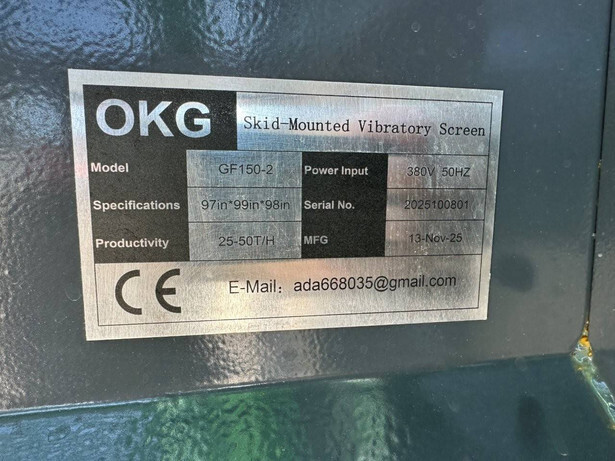 OKG Skid-Mounted Vibratory Screen
Model GF150-2 Power Input 380V 50HZ
Specifications 97in*99in*98in Serial No. 2025100801
Productivity 25-50T/H MFG 13-Nov-25
CE E-Mail：ada668035@gmail.com